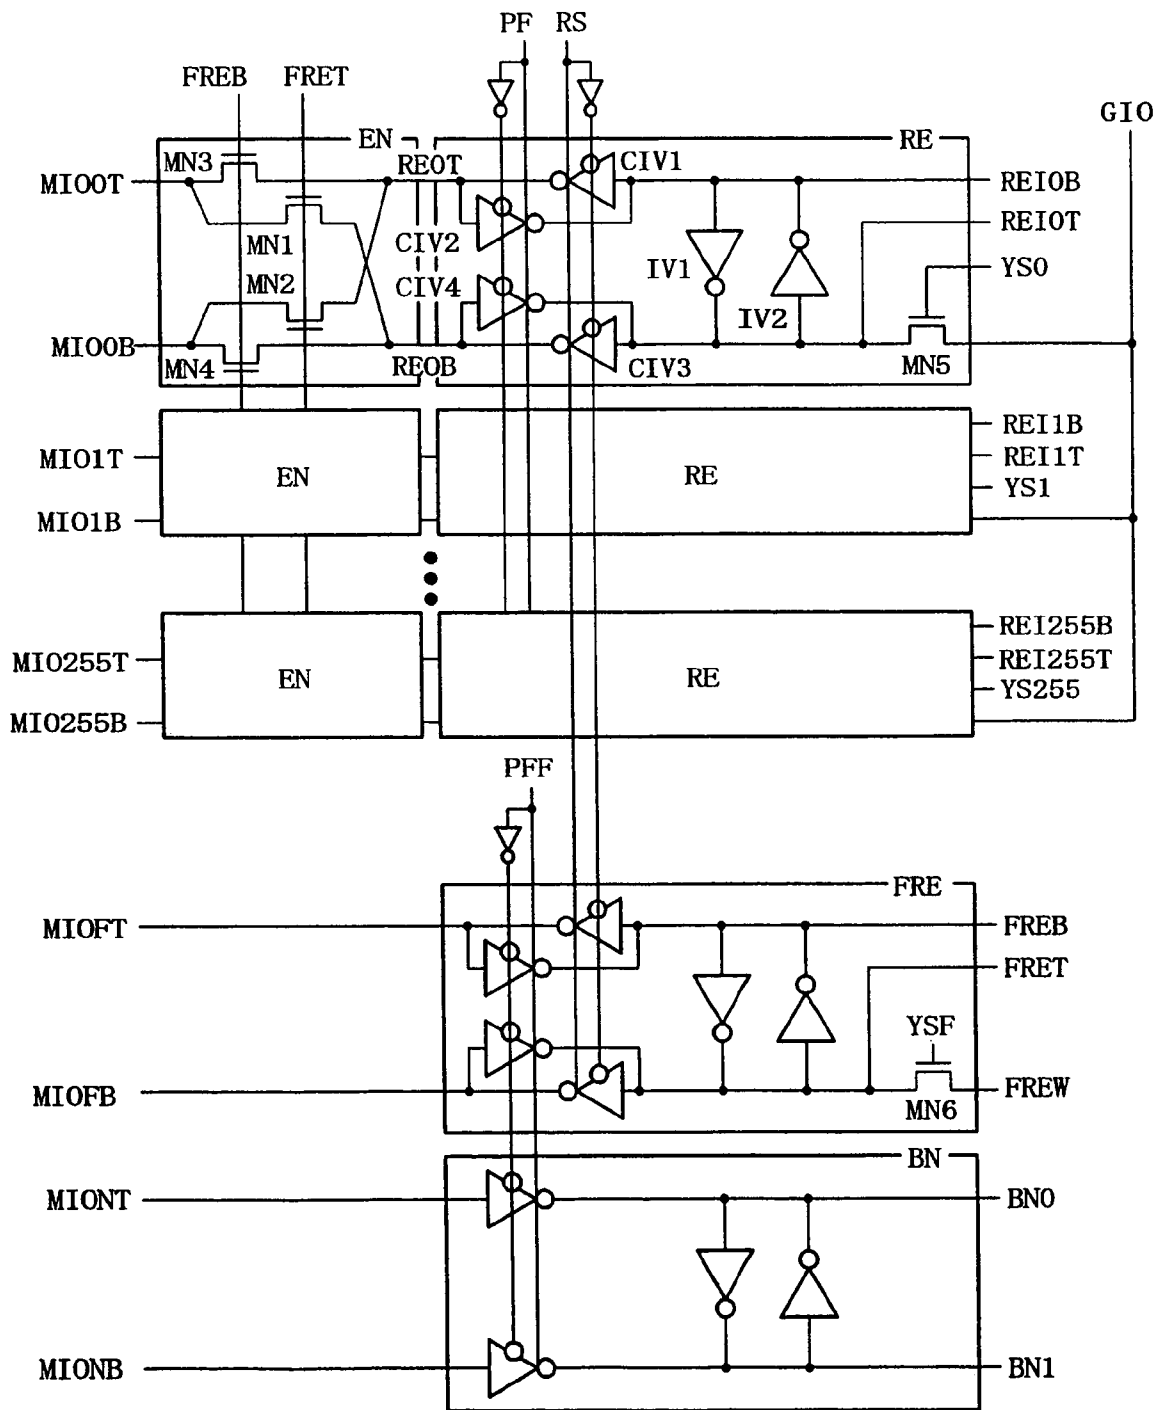 PF RS
FREB FRET
GIO
EN RE
MN3 REOT CIV1
MIO0T REI0B
REI0T
MN1 CIV2
MN2 CIV4 IV1 YS0
IV2
MIO0B
MN4 REOB CIV3 MN5
REI1B
MIO1T REI1T
EN RE
YS1
MIO1B
REI255B
MIO255T REI255T
EN RE
YS255
MIO255B
PFF
FRE
MIOFT FREB
FRET
YSF
MIOFB FREW
MN6
BN
MIONT BN0
MIONB BN1